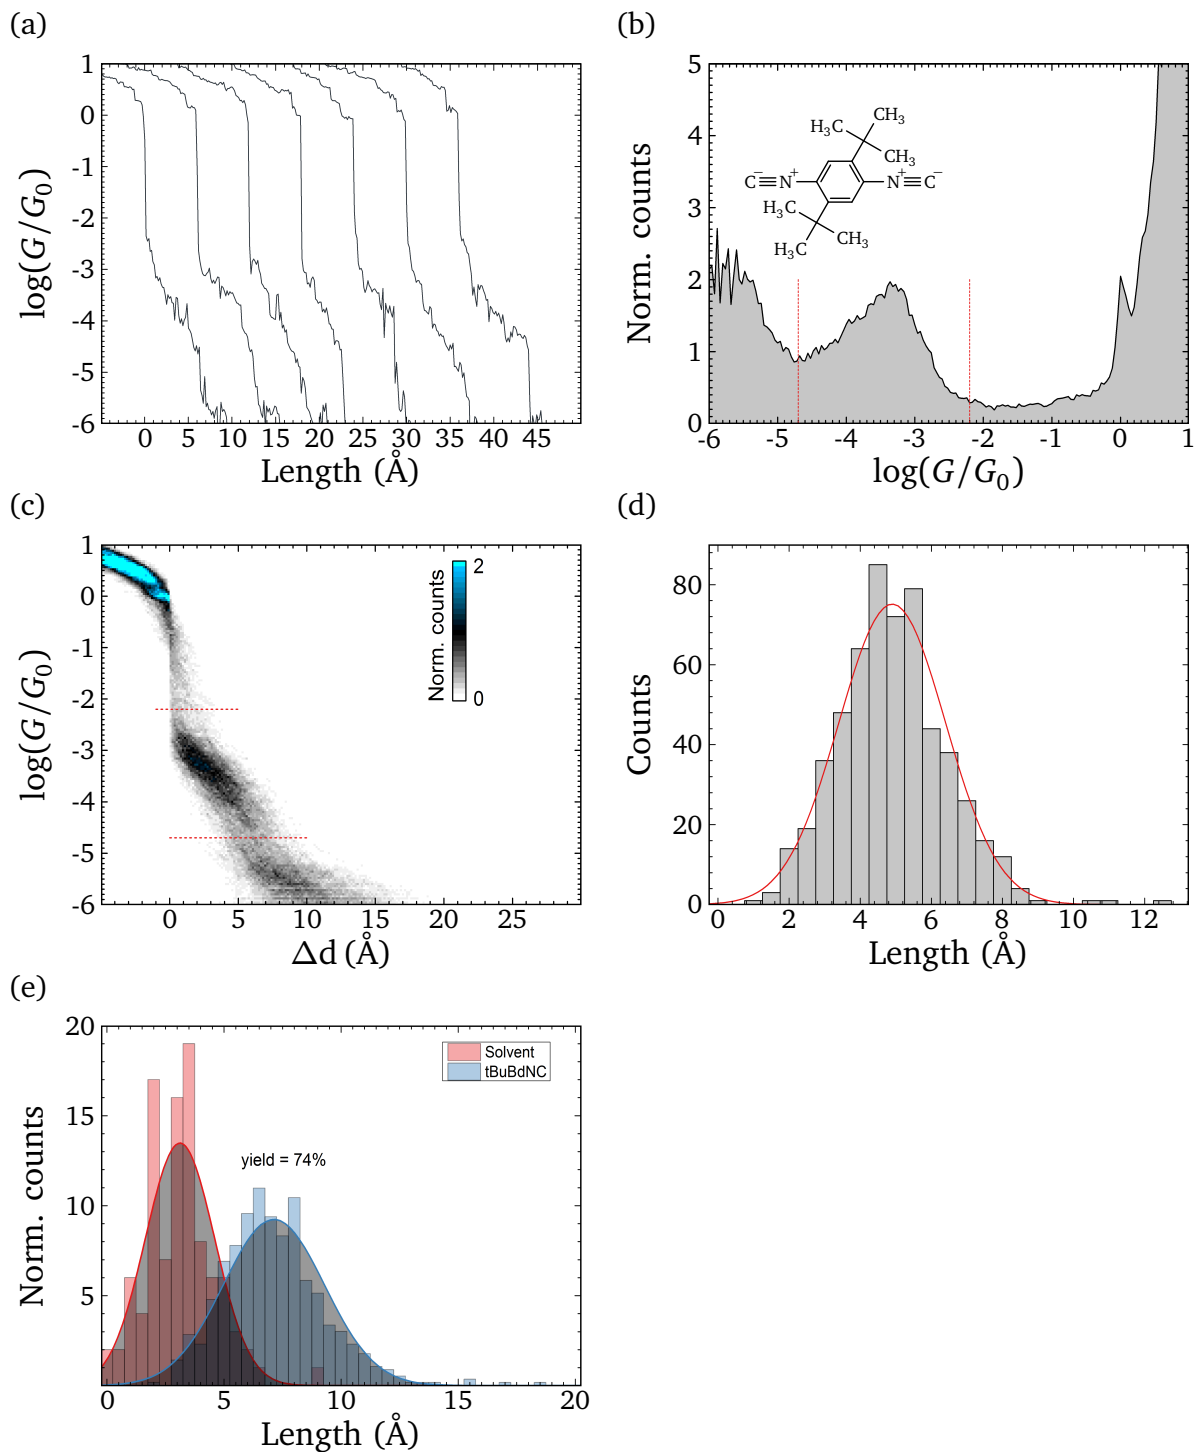 (a)
1
0
-1
-2
-3
-4
-5
-6
log(G/G0)
0 5 10 15 20 25 30 35 40 45
Length (Å)
(b)
5
4
3
2
1
0
Norm. counts
H3C CH3
CH3
C−≡N+ N+≡C−
H3C
H3C CH3
-6 -5 -4 -3 -2 -1 0 1
log(G/G0)
(c)
1
0
-1
-2
-3
-4
-5
-6
log(G/G0)
Norm. counts
2
0
0 5 10 15 20 25
Δd (Å)
(d)
80
60
40
20
0
Counts
0 2 4 6 8 10 12
Length (Å)
(e)
20
15
10
5
Norm. counts
Solvent
tBuBdNC
yield = 74%
0 5 10 15 20
Length (Å)